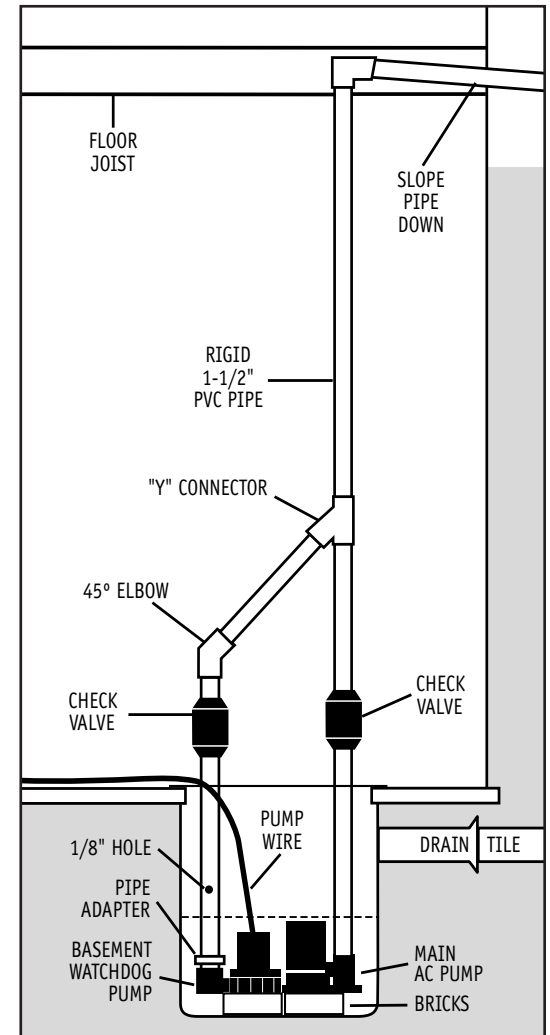 FLOOR
JOIST
SLOPE
PIPE
DOWN
RIGID
1-1/2"
PVC PIPE
"Y" CONNECTOR
45º ELBOW
CHECK
VALVE
CHECK
VALVE
PUMP
WIRE
1/8" HOLE
DRAIN TILE
PIPE
ADAPTER
BASEMENT
WATCHDOG
PUMP
MAIN
AC PUMP
BRICKS